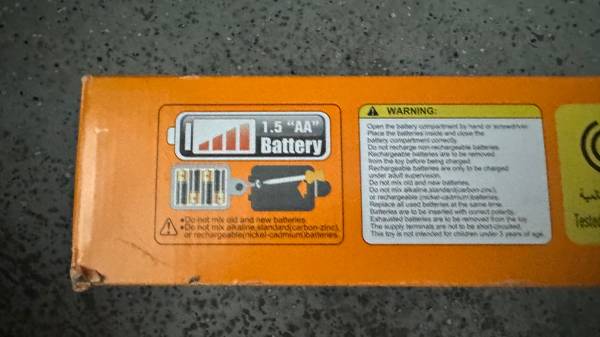 1.5 "AA"
Battery
•Do not mix old and new batteries.
•Do not mix alkaline,standard(carbon-zinc),
or rechargeable(nickel-cadmium)batteries.
WARNING:
Open the battery compartment by hand or screwdriver.
Place the batteries inside and close the
battery compartment correctly.
Do not recharge non-rechargeable batteries.
Rechargeable batteries are to be removed
from the toy before being charged.
Rechargeable batteries are only to be charged
under adult supervision.
Do not mix old and new batteries.
Do not mix alkaline,standard(carbon-zinc),
or rechargeable (nickel-cadmium)batteries.
Replace all used batteries at the same time.
Batteries are to be inserted with correct polarity.
Exhausted batteries are to be removed from the toy.
The supply terminals are not to be short-circuited.
This toy is not intended for children under 3 years of age.
Tested